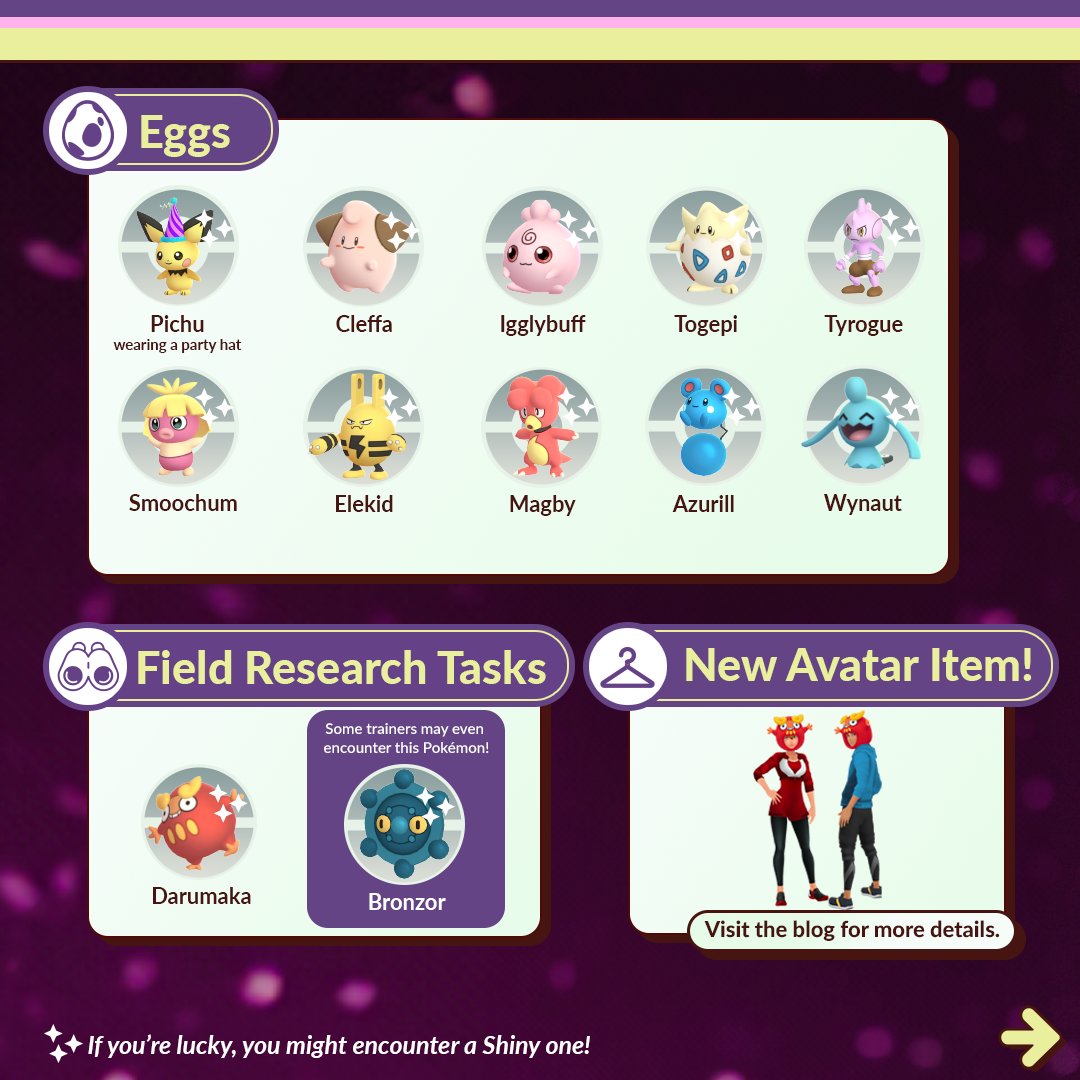 Eggs
Pichu
wearing a party hat
Cleffa
Igglybuff
Togepi
Tyrogue
Smoochum
Elekid
Magby
Azurill
Wynaut
Field Research Tasks
Some trainers may even
encounter this Pokémon!
Darumaka
Bronzor
New Avatar Item!
Visit the blog for more details.
If you're lucky, you might encounter a Shiny one!